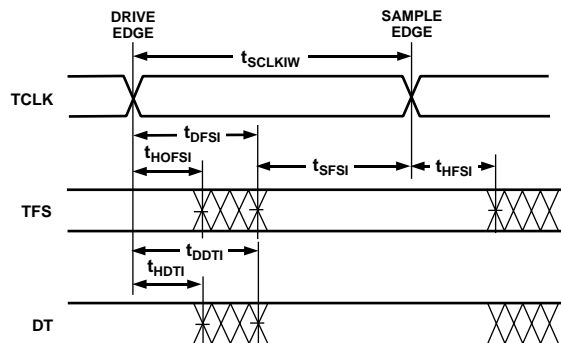 DRIVE
EDGE
SAMPLE
EDGE
tSCLKIW
TCLK
tDFSI
tHOFSI
tSFSI
tHFSI
TFS
tDDTI
tHDTI
DT